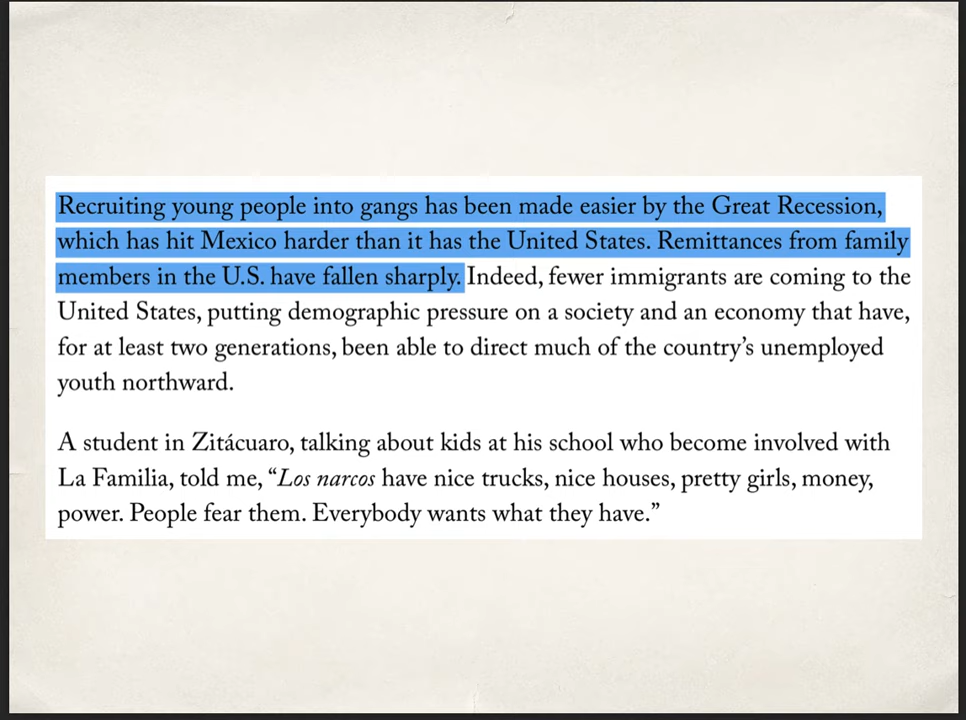 Recruiting young people into gangs has been made easier by the Great Recession,
which has hit Mexico harder than it has the United States. Remittances from family
members in the U.S. have fallen sharply. Indeed, fewer immigrants are coming to the
United States, putting demographic pressure on a society and an economy that have,
for at least two generations, been able to direct much of the country’s unemployed
youth northward.
A student in Zitácuaro, talking about kids at his school who become involved with
La Familia, told me, “Los narcos have nice trucks, nice houses, pretty girls, money,
power. People fear them. Everybody wants what they have.”